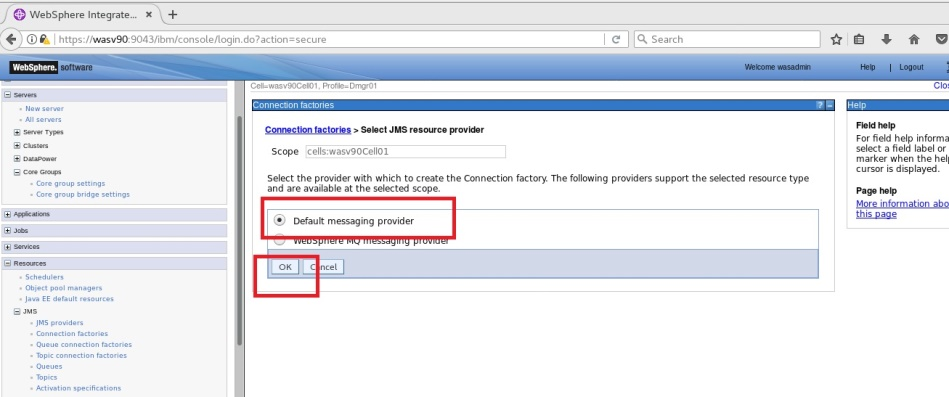 WebSphere Integrate...
https://wasv90:9043/ibm/console/login.do?action=secure
Search
WebSphere. software
Welcome wasadmin
Help | Logout
Cell=wasv90Cell01, Profile=Dmgr01
Servers
New server
All servers
Server Types
Clusters
DataPower
Core Groups
Core group settings
Core group bridge settings
Applications
Jobs
Services
Resources
Schedulers
Object pool managers
Java EE default resources
JMS
JMS providers
Connection factories
Queue connection factories
Topic connection factories
Queues
Topics
Activation specifications
Connection factories
? -
Connection factories > Select JMS resource provider
Scope cells:wasv90Cell01
Select the provider with which to create the Connection factory. The following providers support the selected resource type
and are available at the selected scope.
Default messaging provider
WebSphere MQ messaging provider
OK Cancel
Help
Field help
For field help informa
select a field label or
marker when the help
cursor is displayed.
Page help
More information abo
this page